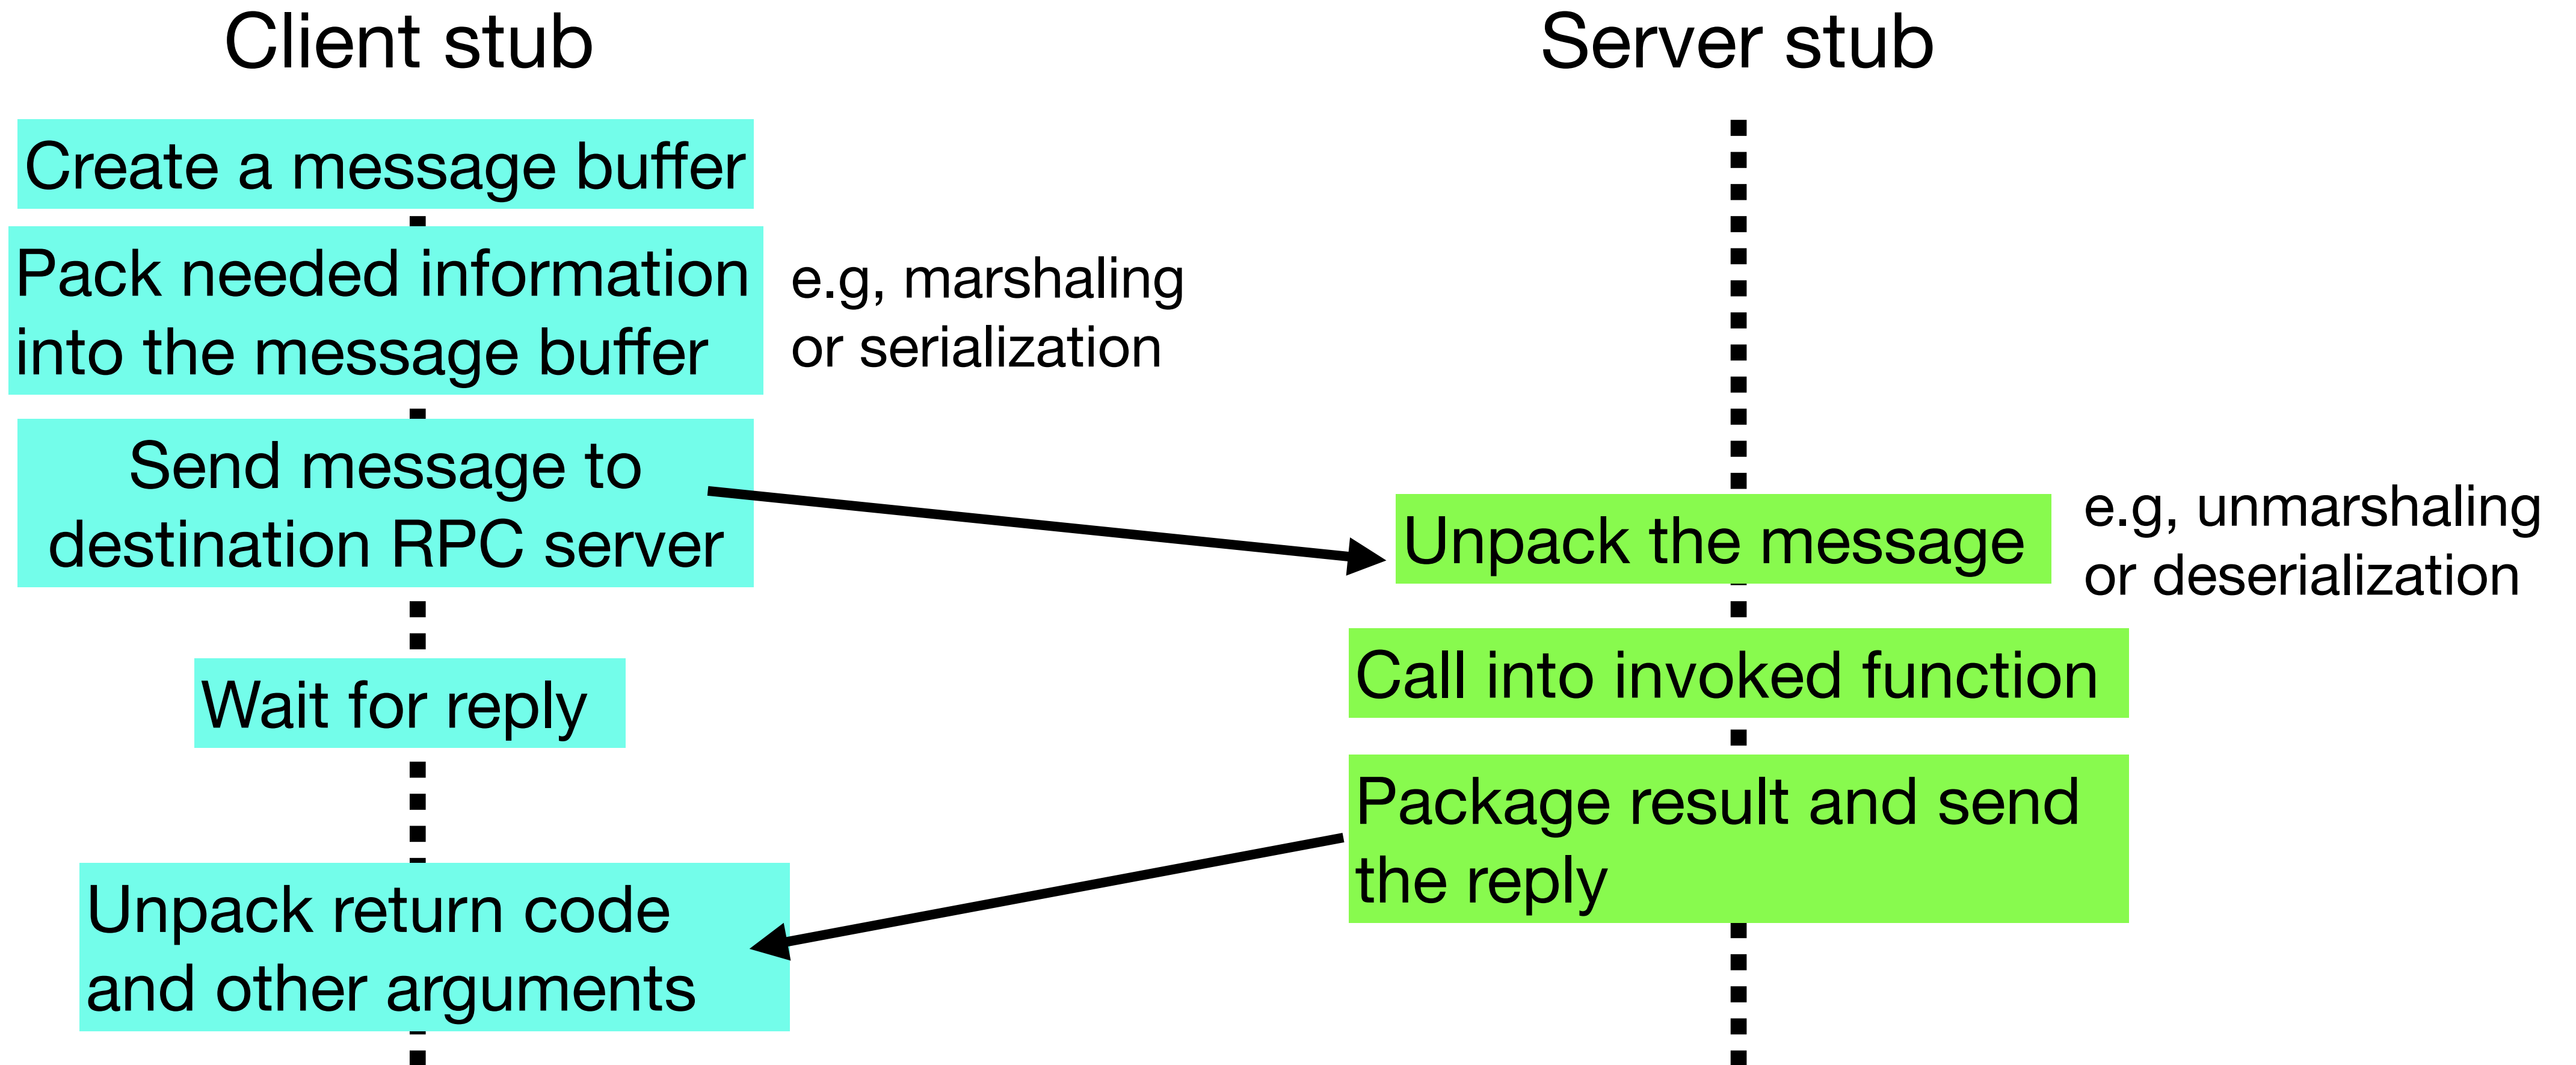 Client stub
Server stub
Create a message buffer
Pack needed information
into the message buffer
e.g, marshaling
or serialization
Send message to
destination RPC server
Unpack the message
e.g, unmarshaling
or deserialization
Call into invoked function
Wait for reply
Package result and send
the reply
Unpack return code
and other arguments